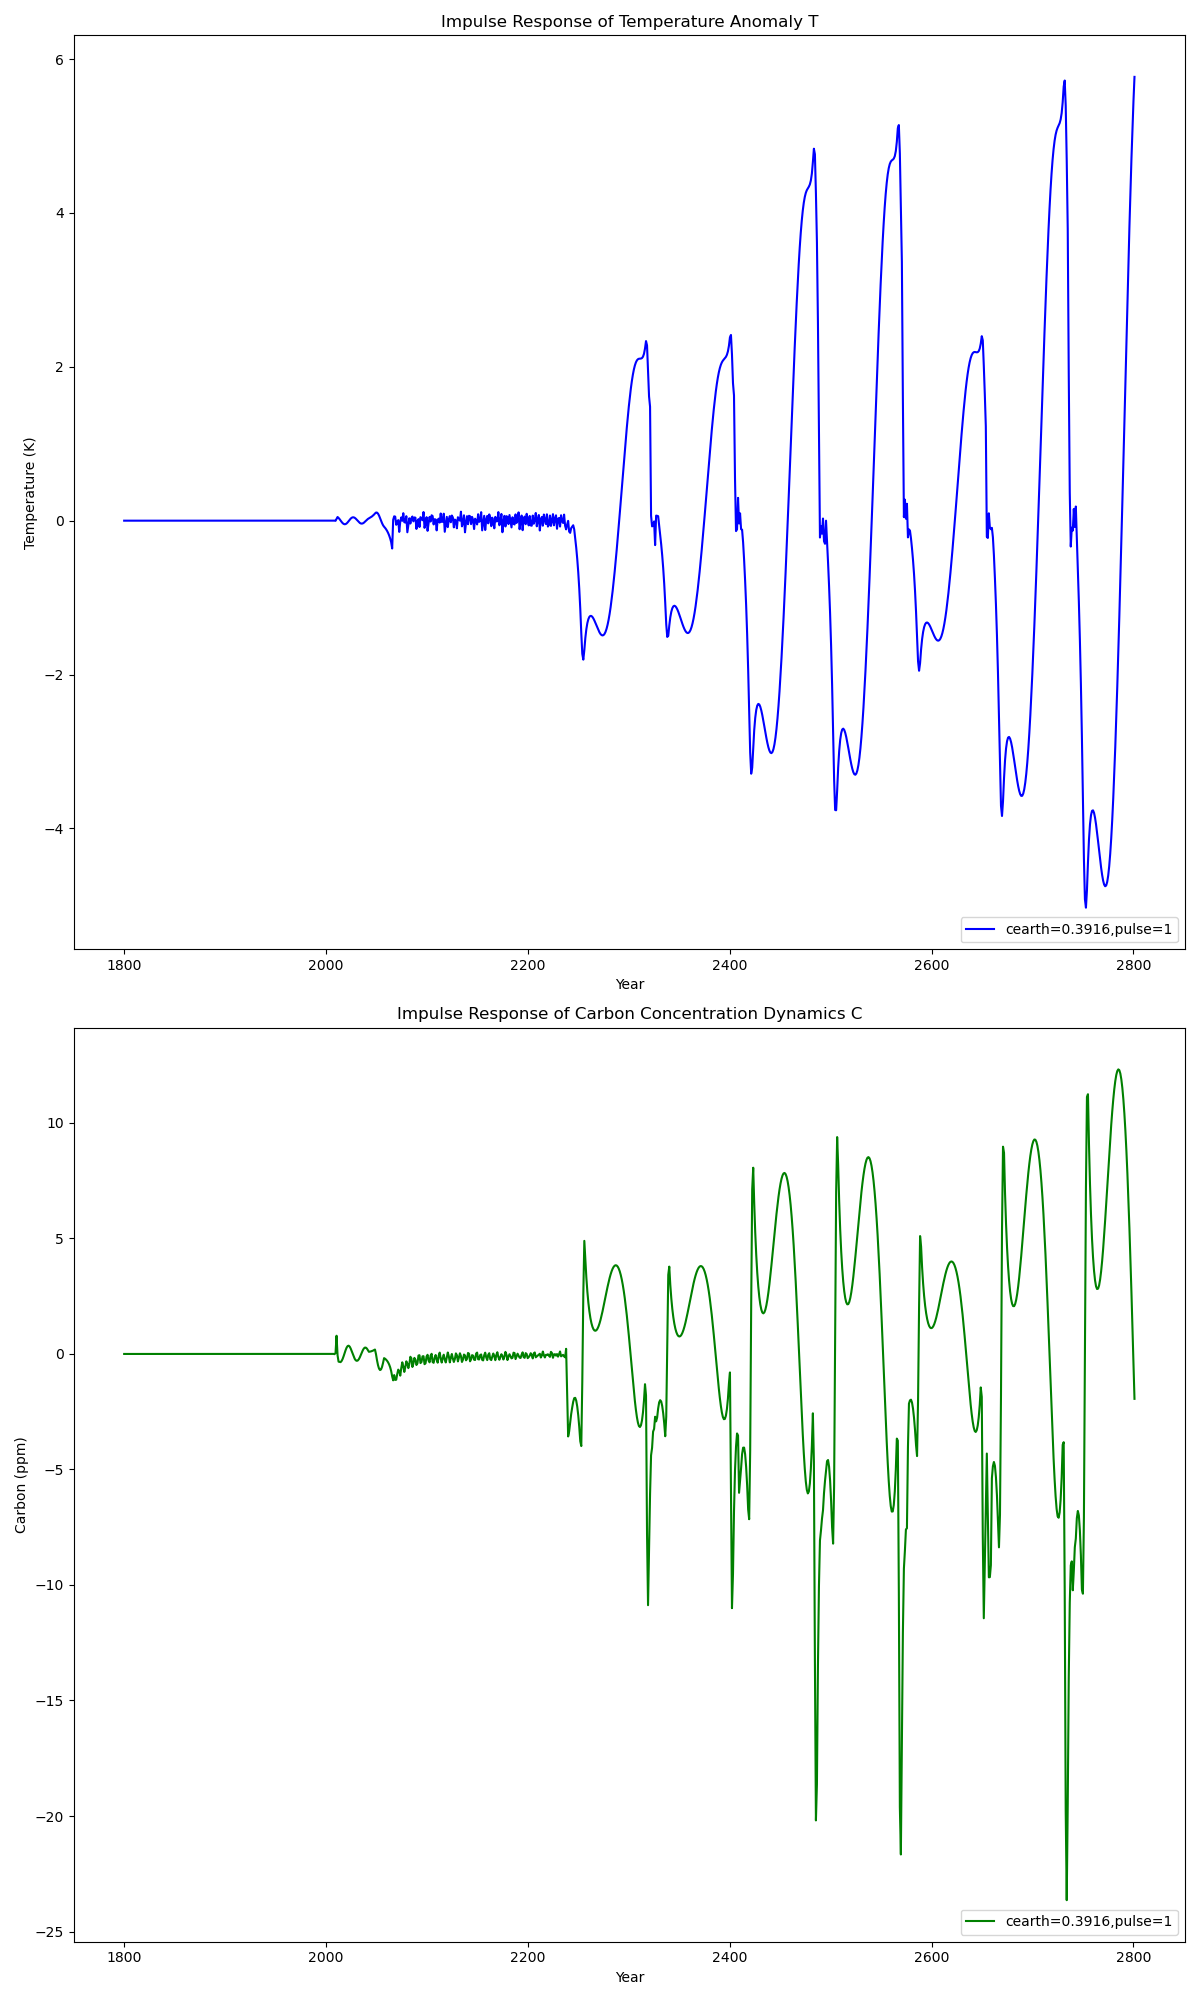 Impulse Response of Temperature Anomaly T
6
4
2
0
−2
−4
Temperature (K)
cearth=0.3916,pulse=1
1800 2000 2200 2400 2600 2800
Year
Impulse Response of Carbon Concentration Dynamics C
10
5
0
−5
−10
−15
−20
−25
Carbon (ppm)
cearth=0.3916,pulse=1
1800 2000 2200 2400 2600 2800
Year